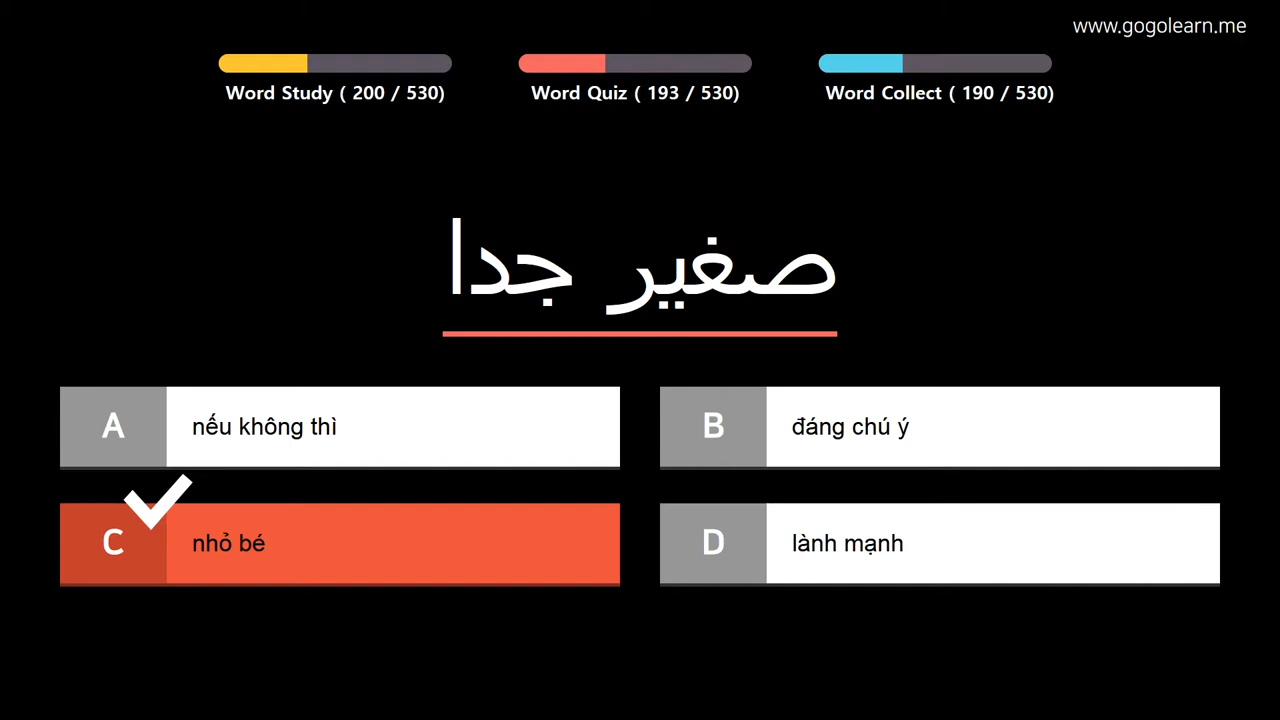 www.gogolearn.me
Word Study ( 200 / 530)
Word Quiz ( 193 / 530)
Word Collect ( 190 / 530)
صغير جدا
A nếu không thì
B đáng chú ý
C nhỏ bé
D lành mạnh